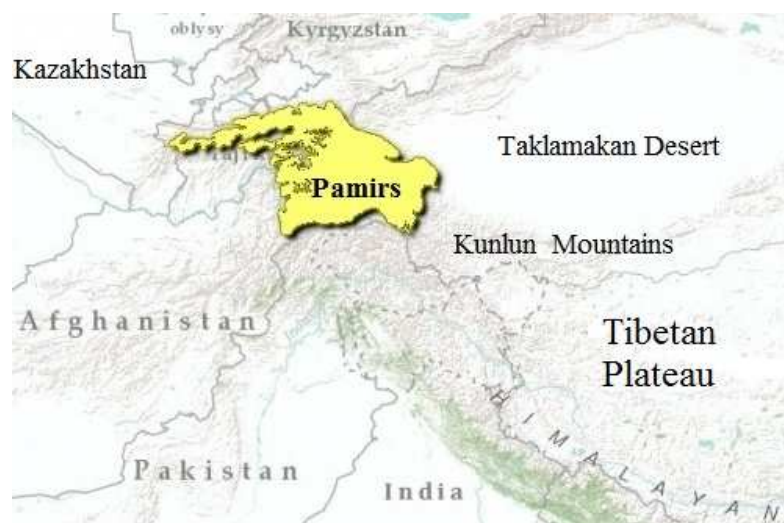 oblysy
Kyrgyzstan
Kazakhstan
Taklamakan Desert
Pamirs
Kunlun Mountains
Afghanistan
Tibetan
Plateau
HIMALAYAN
Pakistan
India